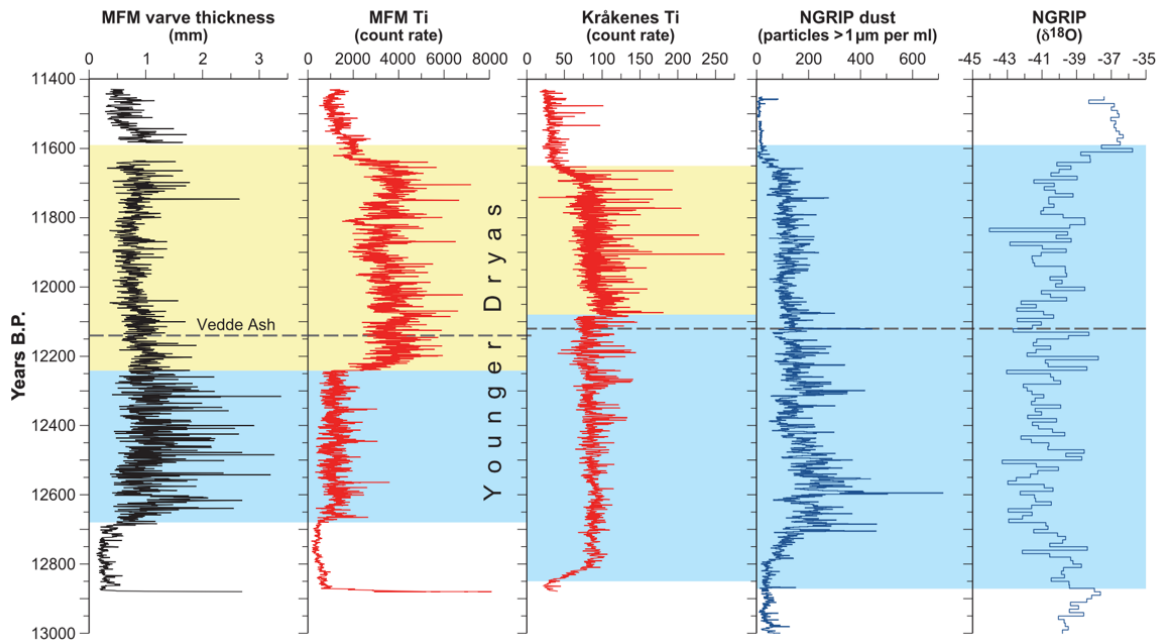 MFM varve thickness
(mm)
MFM Ti
(count rate)
Kråkenes Ti
(count rate)
NGRIP dust
(particles >1µm per ml)
NGRIP
(δ18O)
0 1 2 3
0 2000 4000 6000 8000
0 50 100 150 200 250
0 200 400 600
-45 -43 -41 -39 -37 -35
11400
11600
11800
12000
12200
12400
12600
12800
13000
Years B.P.
Vedde Ash
Younger Dryas